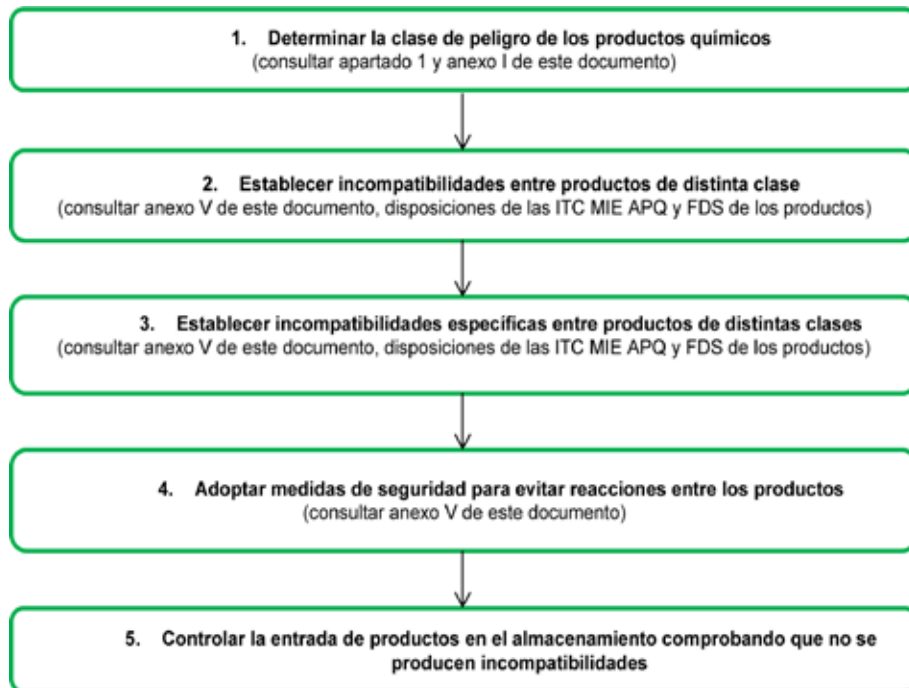 1. Determinar la clase de peligro de los productos químicos
(consultar apartado 1 y anexo I de este documento)
2. Establecer incompatibilidades entre productos de distinta clase
(consultar anexo V de este documento, disposiciones de las ITC MIE APQ y FDS de los productos)
3. Establecer incompatibilidades específicas entre productos de distintas clases
(consultar anexo V de este documento, disposiciones de las ITC MIE APQ y FDS de los productos)
4. Adoptar medidas de seguridad para evitar reacciones entre los productos
(consultar anexo V de este documento)
5. Controlar la entrada de productos en el almacenamiento comprobando que no se
producen incompatibilidades